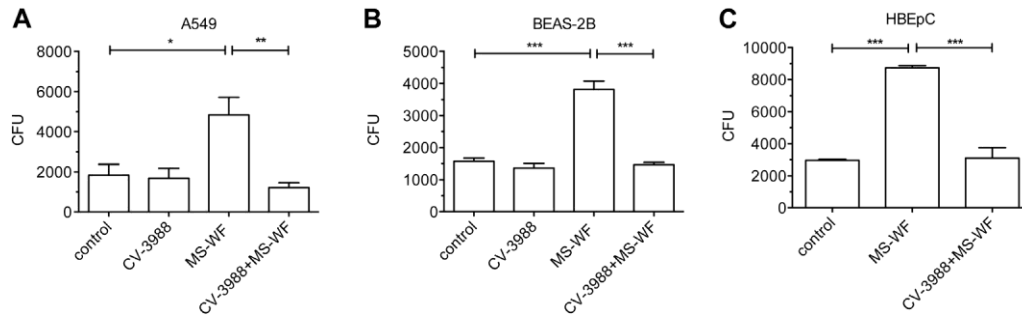 A
A549
* **
8000
6000
4000
2000
0
CFU
control
CV-3988
MS-WF
CV-3988+MS-WF
B
BEAS-2B
*** ***
5000
4000
3000
2000
1000
0
CFU
control
CV-3988
MS-WF
CV-3988+MS-WF
C
HBEpC
*** ***
10000
8000
6000
4000
2000
0
CFU
control
MS-WF
CV-3988+MS-WF